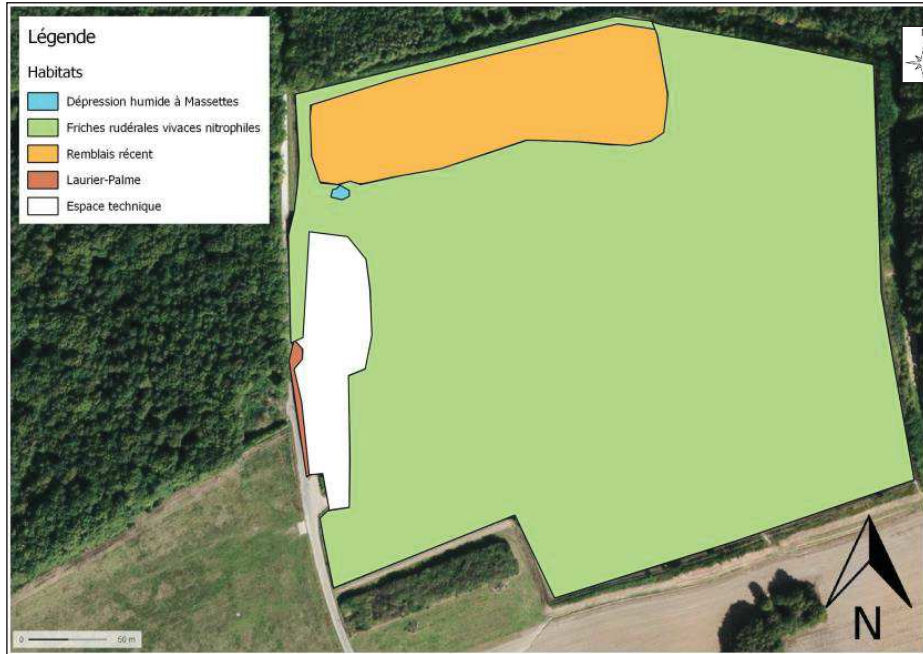 Légende
Habitats
Dépression humide à Massettes
Friches rudérales vivaces nitrophiles
Remblais récent
Laurier-Palme
Espace technique
0 50 m
N